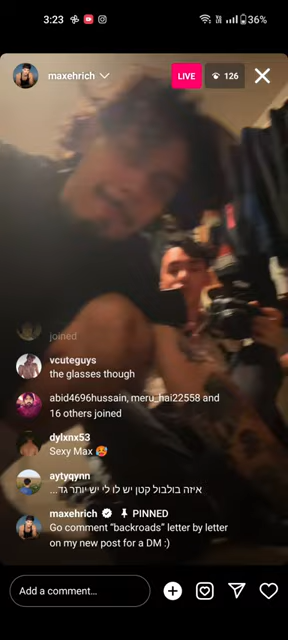 3:23
36%
maxehrich
LIVE
126
joined
vcuteguys
the glasses though
abid4696hussain, meru_hai22558 and
16 others joined
dylxnx53
Sexy Max 🥵
aytyqynn
איזה בולבול קטן יש לו לי יש יותר גד...
maxehrich PINNED
Go comment “backroads” letter by letter
on my new post for a DM :)
Add a comment...